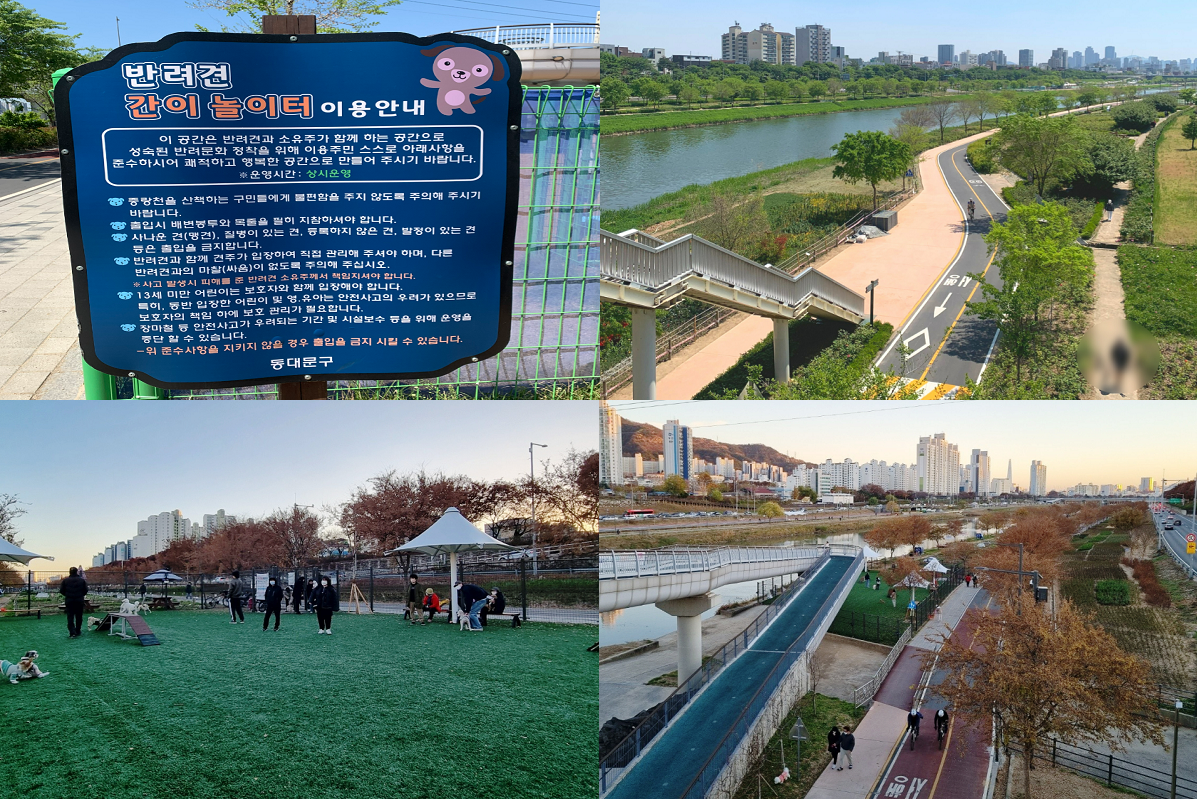 반려견
간이 놀이터 이용안내
이 공간은 반려견과 소유주가 함께 하는 공간으로
성숙된 반려문화 정착을 위해 이용주민 스스로 아래사항을
준수하시어 쾌적하고 행복한 공간으로 만들어 주시기 바랍니다.
※운영시간 : 상시운영
중랑천을 산책하는 구민들에게 불편함을 주지 않도록 주의해 주시기
바랍니다.
출입시 배변봉투와 목줄을 필히 지참하셔야 합니다.
사나운 견(맹견), 질병이 있는 견, 등록하지 않은 견, 발정이 있는 견
등은 출입을 금지합니다.
반려견과 함께 견주가 입장하여 직접 관리해 주셔야 하며, 다른
반려견과의 마찰(싸움)이 없도록 주의해 주십시오.
※사고 발생시 피해를 준 반려견 소유주께서 책임지셔야 합니다.
13세 미만 어린이는 보호자와 함께 입장해야 합니다.
특히, 동반 입장한 어린이 및 영.유아는 안전사고의 우려가 있으므로
보호자의 책임 하에 보호 관리가 필요합니다.
장마철 등 안전사고가 우려되는 기간 및 시설보수 등을 위해 운영을
중단 할 수 있습니다.
-위 준수사항을 지키지 않을 경우 출입을 금지 시킬 수 있습니다.
동대문구